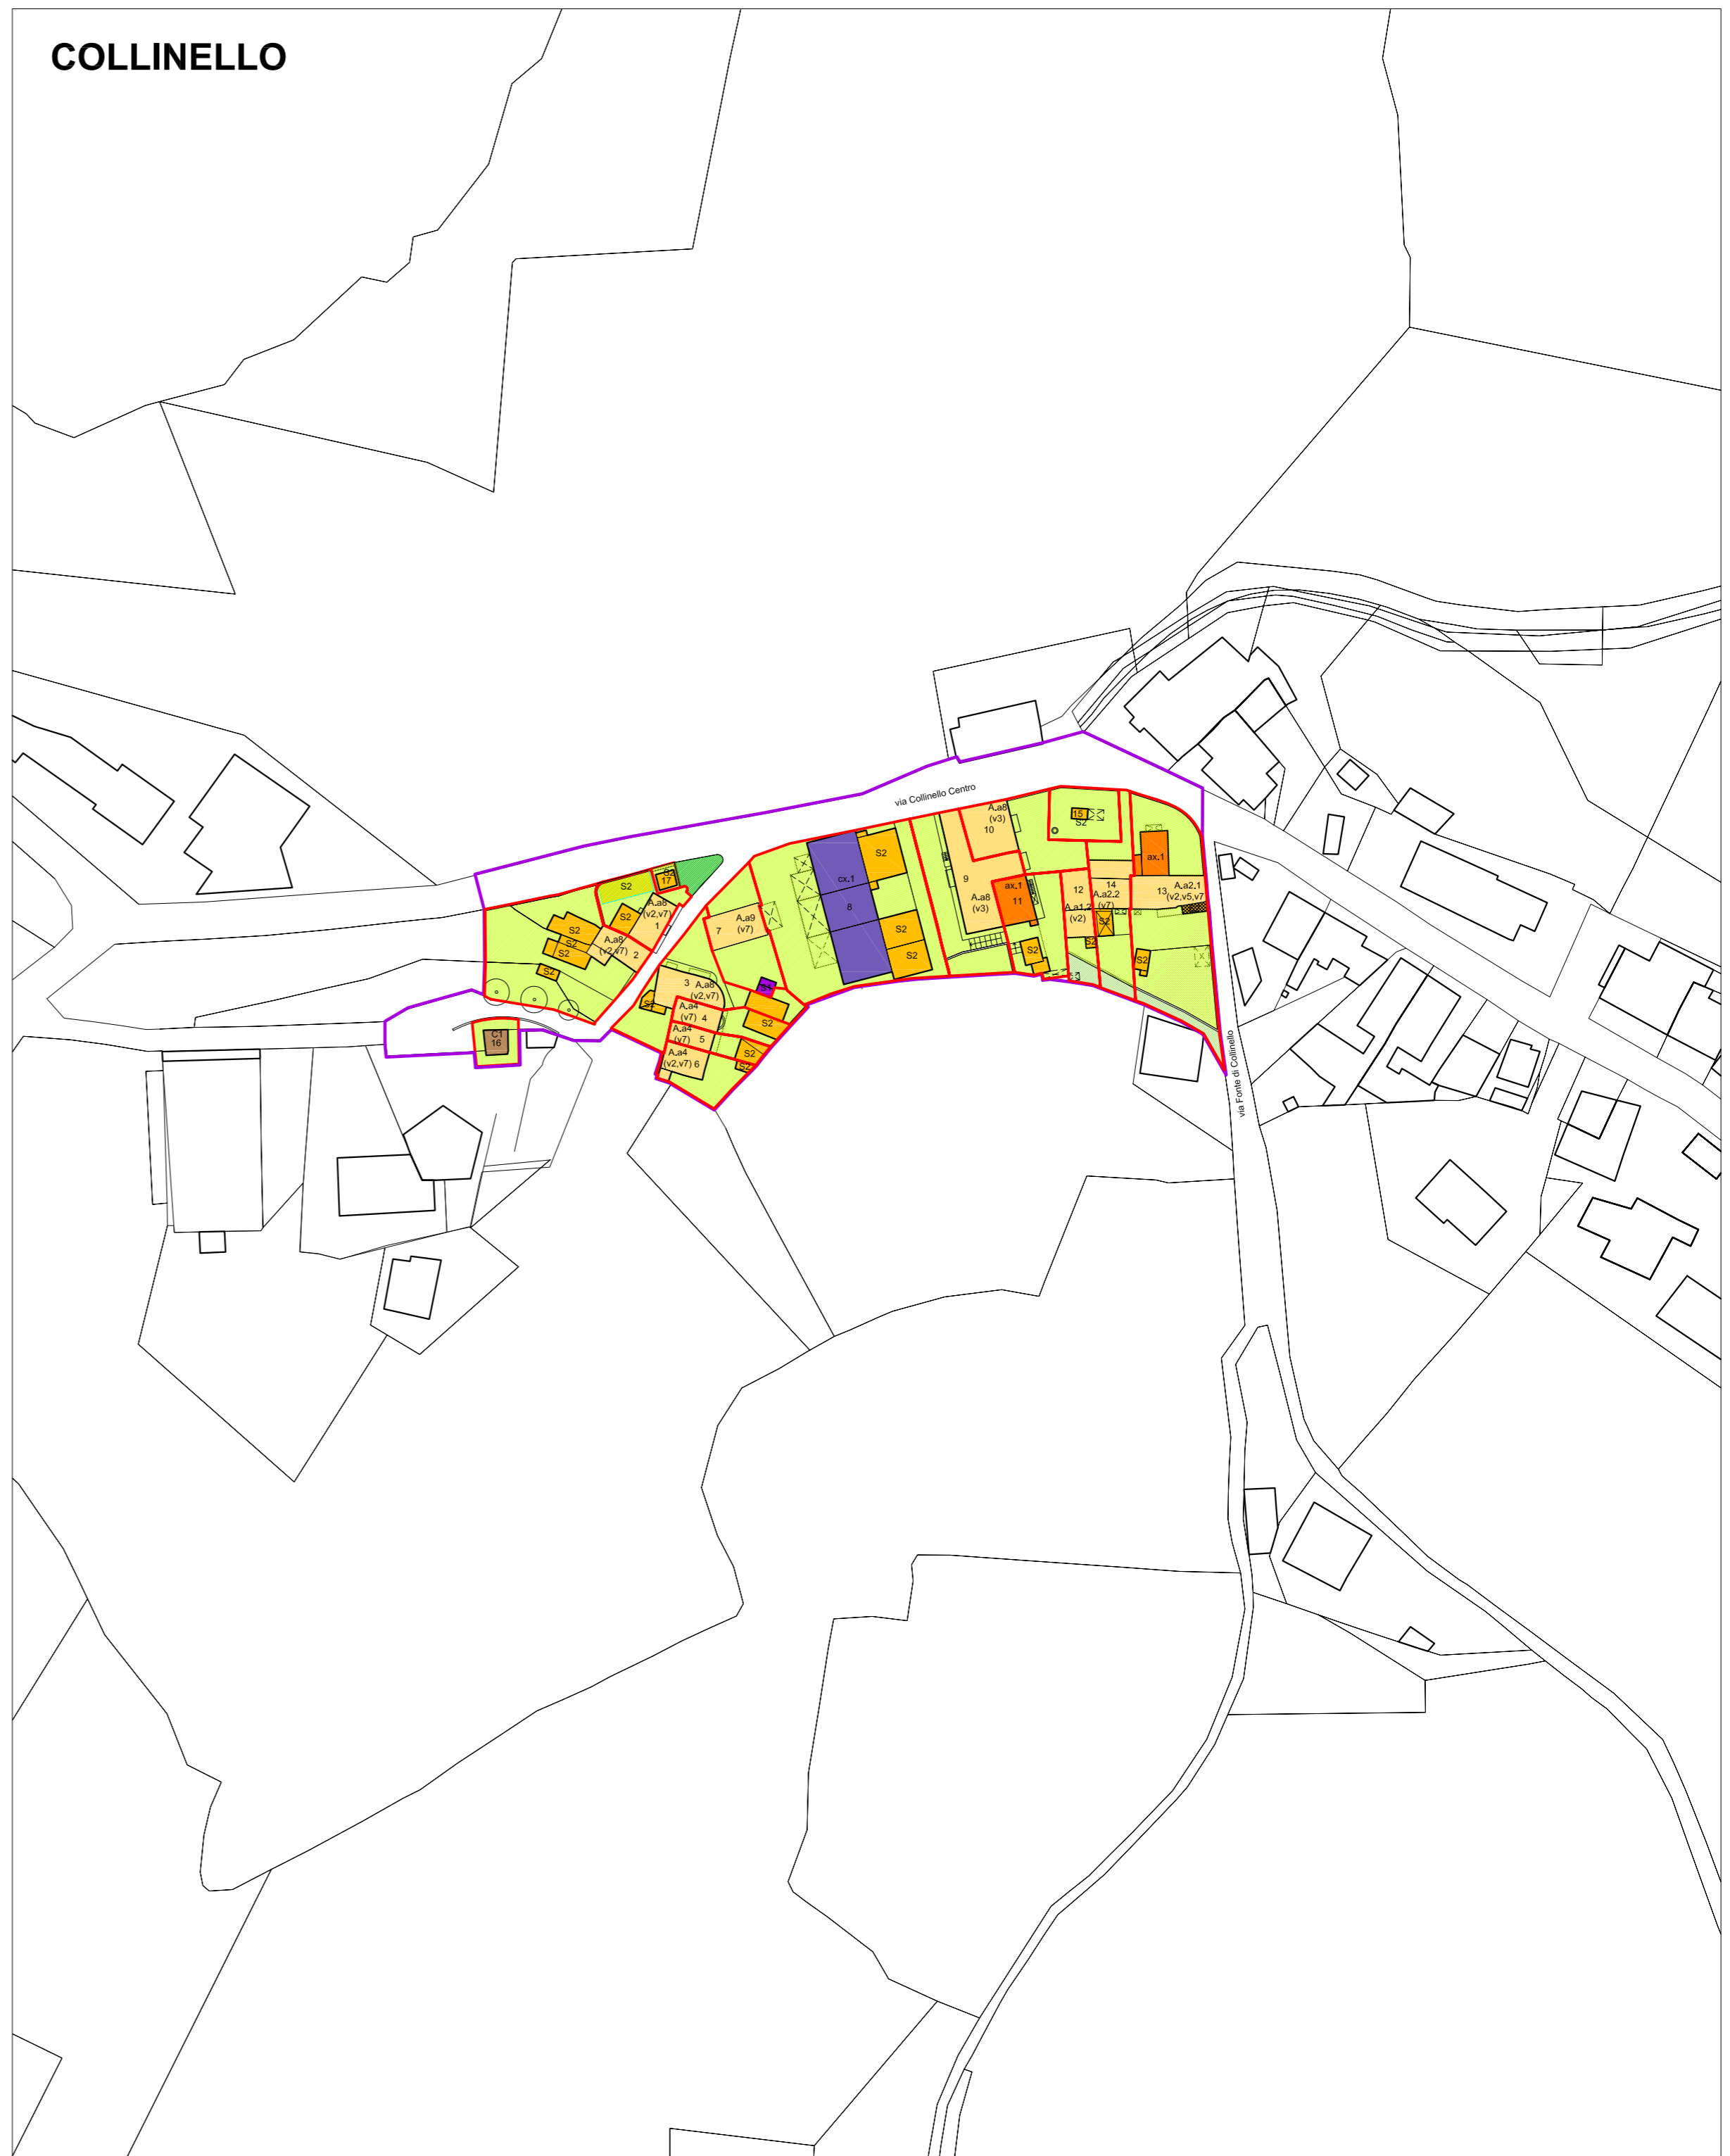 COLLINELLO
via Collinello Centro
A.a8
(v3)
10
15
S2
S2
cx.1
8
S2
S2
9
A.a8
(v3)
ax.1
11
S2
12
A.a1,2
(v2)
S2
14
A.a2.2
(v7)
S2
ax.1
13
A.a2.1
(v2,v5,v7
S2
S2
17
S2
A.a8
(v2,v7)
1
S2
S2
S2
S2
A.a8
(v2,v7)
2
S2
A.a9
7
(v7)
3
A.a8
(v2,v7)
S2
S1
A.a4
(v7) 4
S2
A.a4
(v7) 5
A.a4
(v2,v7) 6
S2
S2
C1
16
via Fonte di Collinello